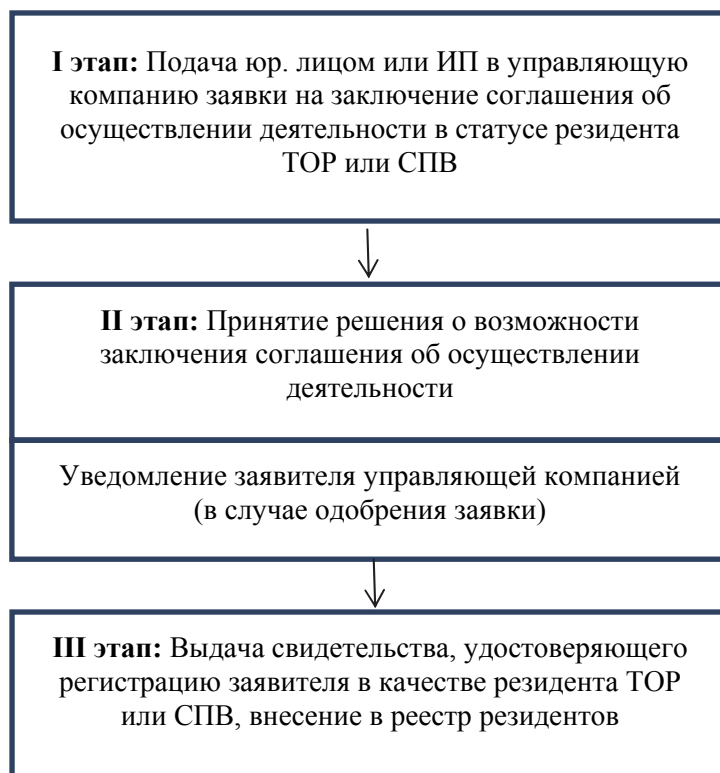 I этап: Подача юр. лицом или ИП в управляющую
компанию заявки на заключение соглашения об
осуществлении деятельности в статусе резидента
ТОР или СПВ
II этап: Принятие решения о возможности
заключения соглашения об осуществлении
деятельности
Уведомление заявителя управляющей компанией
(в случае одобрения заявки)
III этап: Выдача свидетельства, удостоверяющего
регистрацию заявителя в качестве резидента ТОР
или СПВ, внесение в реестр резидентов